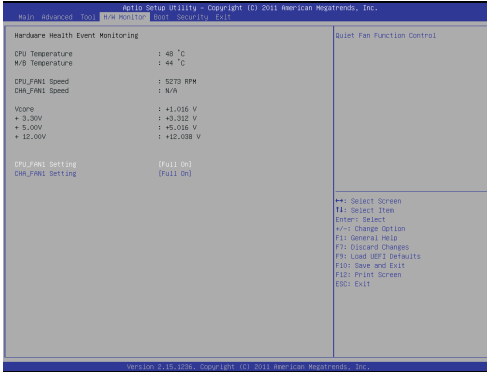 Aptio Setup Utility – Copyright (C) 2011 American Megatrends, Inc.
Main Advanced Tool H/W Monitor Boot Security Exit
Hardware Health Event Monitoring
Quiet Fan Function Control
CPU Temperature : 48 °C
M/B Temperature : 44 °C
CPU_FAN1 Speed : 5273 RPM
CHA_FAN1 Speed : N/A
Vcore : +1.016 V
+ 3.30V : +3.312 V
+ 5.00V : +5.016 V
+ 12.00V : +12.038 V
CPU_FAN1 Setting [Full On]
CHA_FAN1 Setting [Full On]
←→: Select Screen
↑↓: Select Item
Enter: Select
+/-: Change Option
F1: General Help
F7: Discard Changes
F9: Load UEFI Defaults
F10: Save and Exit
F12: Print Screen
ESC: Exit
Version 2.15.1236. Copyright (C) 2011 American Megatrends, Inc.